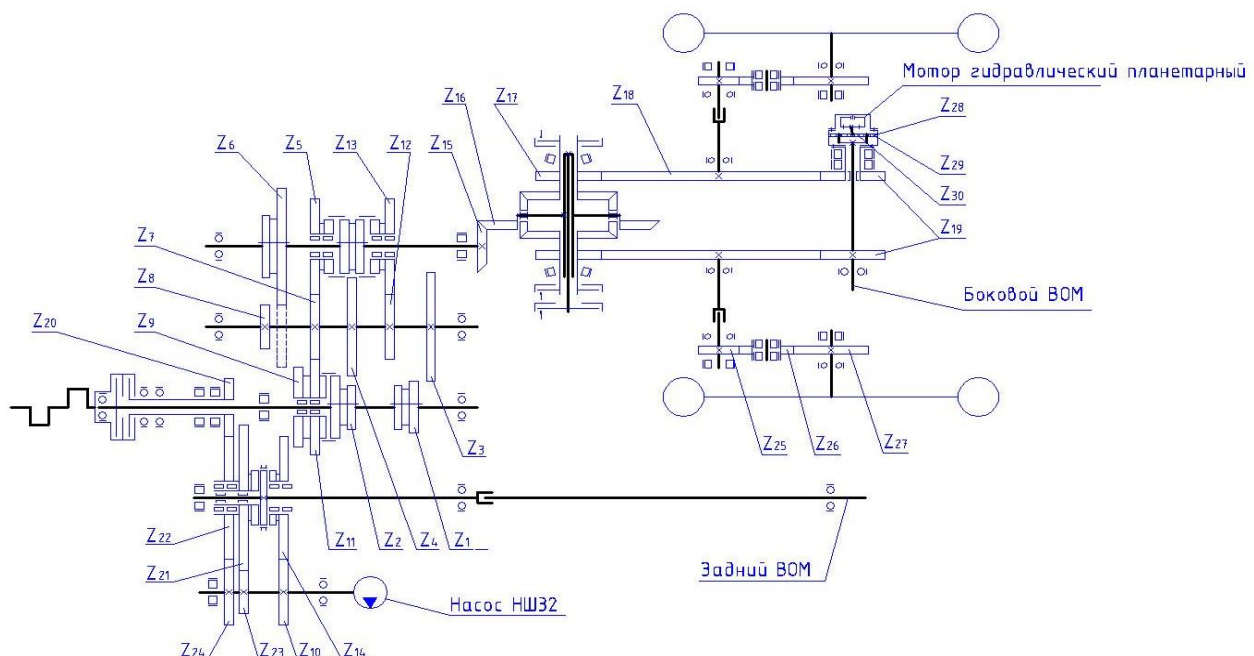 Мотор гидравлический планетарный
Z16
Z17
Z18
Z28
Z6
Z5
Z13
Z12
Z15
Z29
Z30
Z7
Z19
Z8
Боковой ВОМ
Z20
Z9
Z3
Z25
Z26
Z27
Z22
Z11
Z2
Z4
Z1
Z21
Задний ВОМ
Насос НШ32
Z24
Z23
Z10
Z14